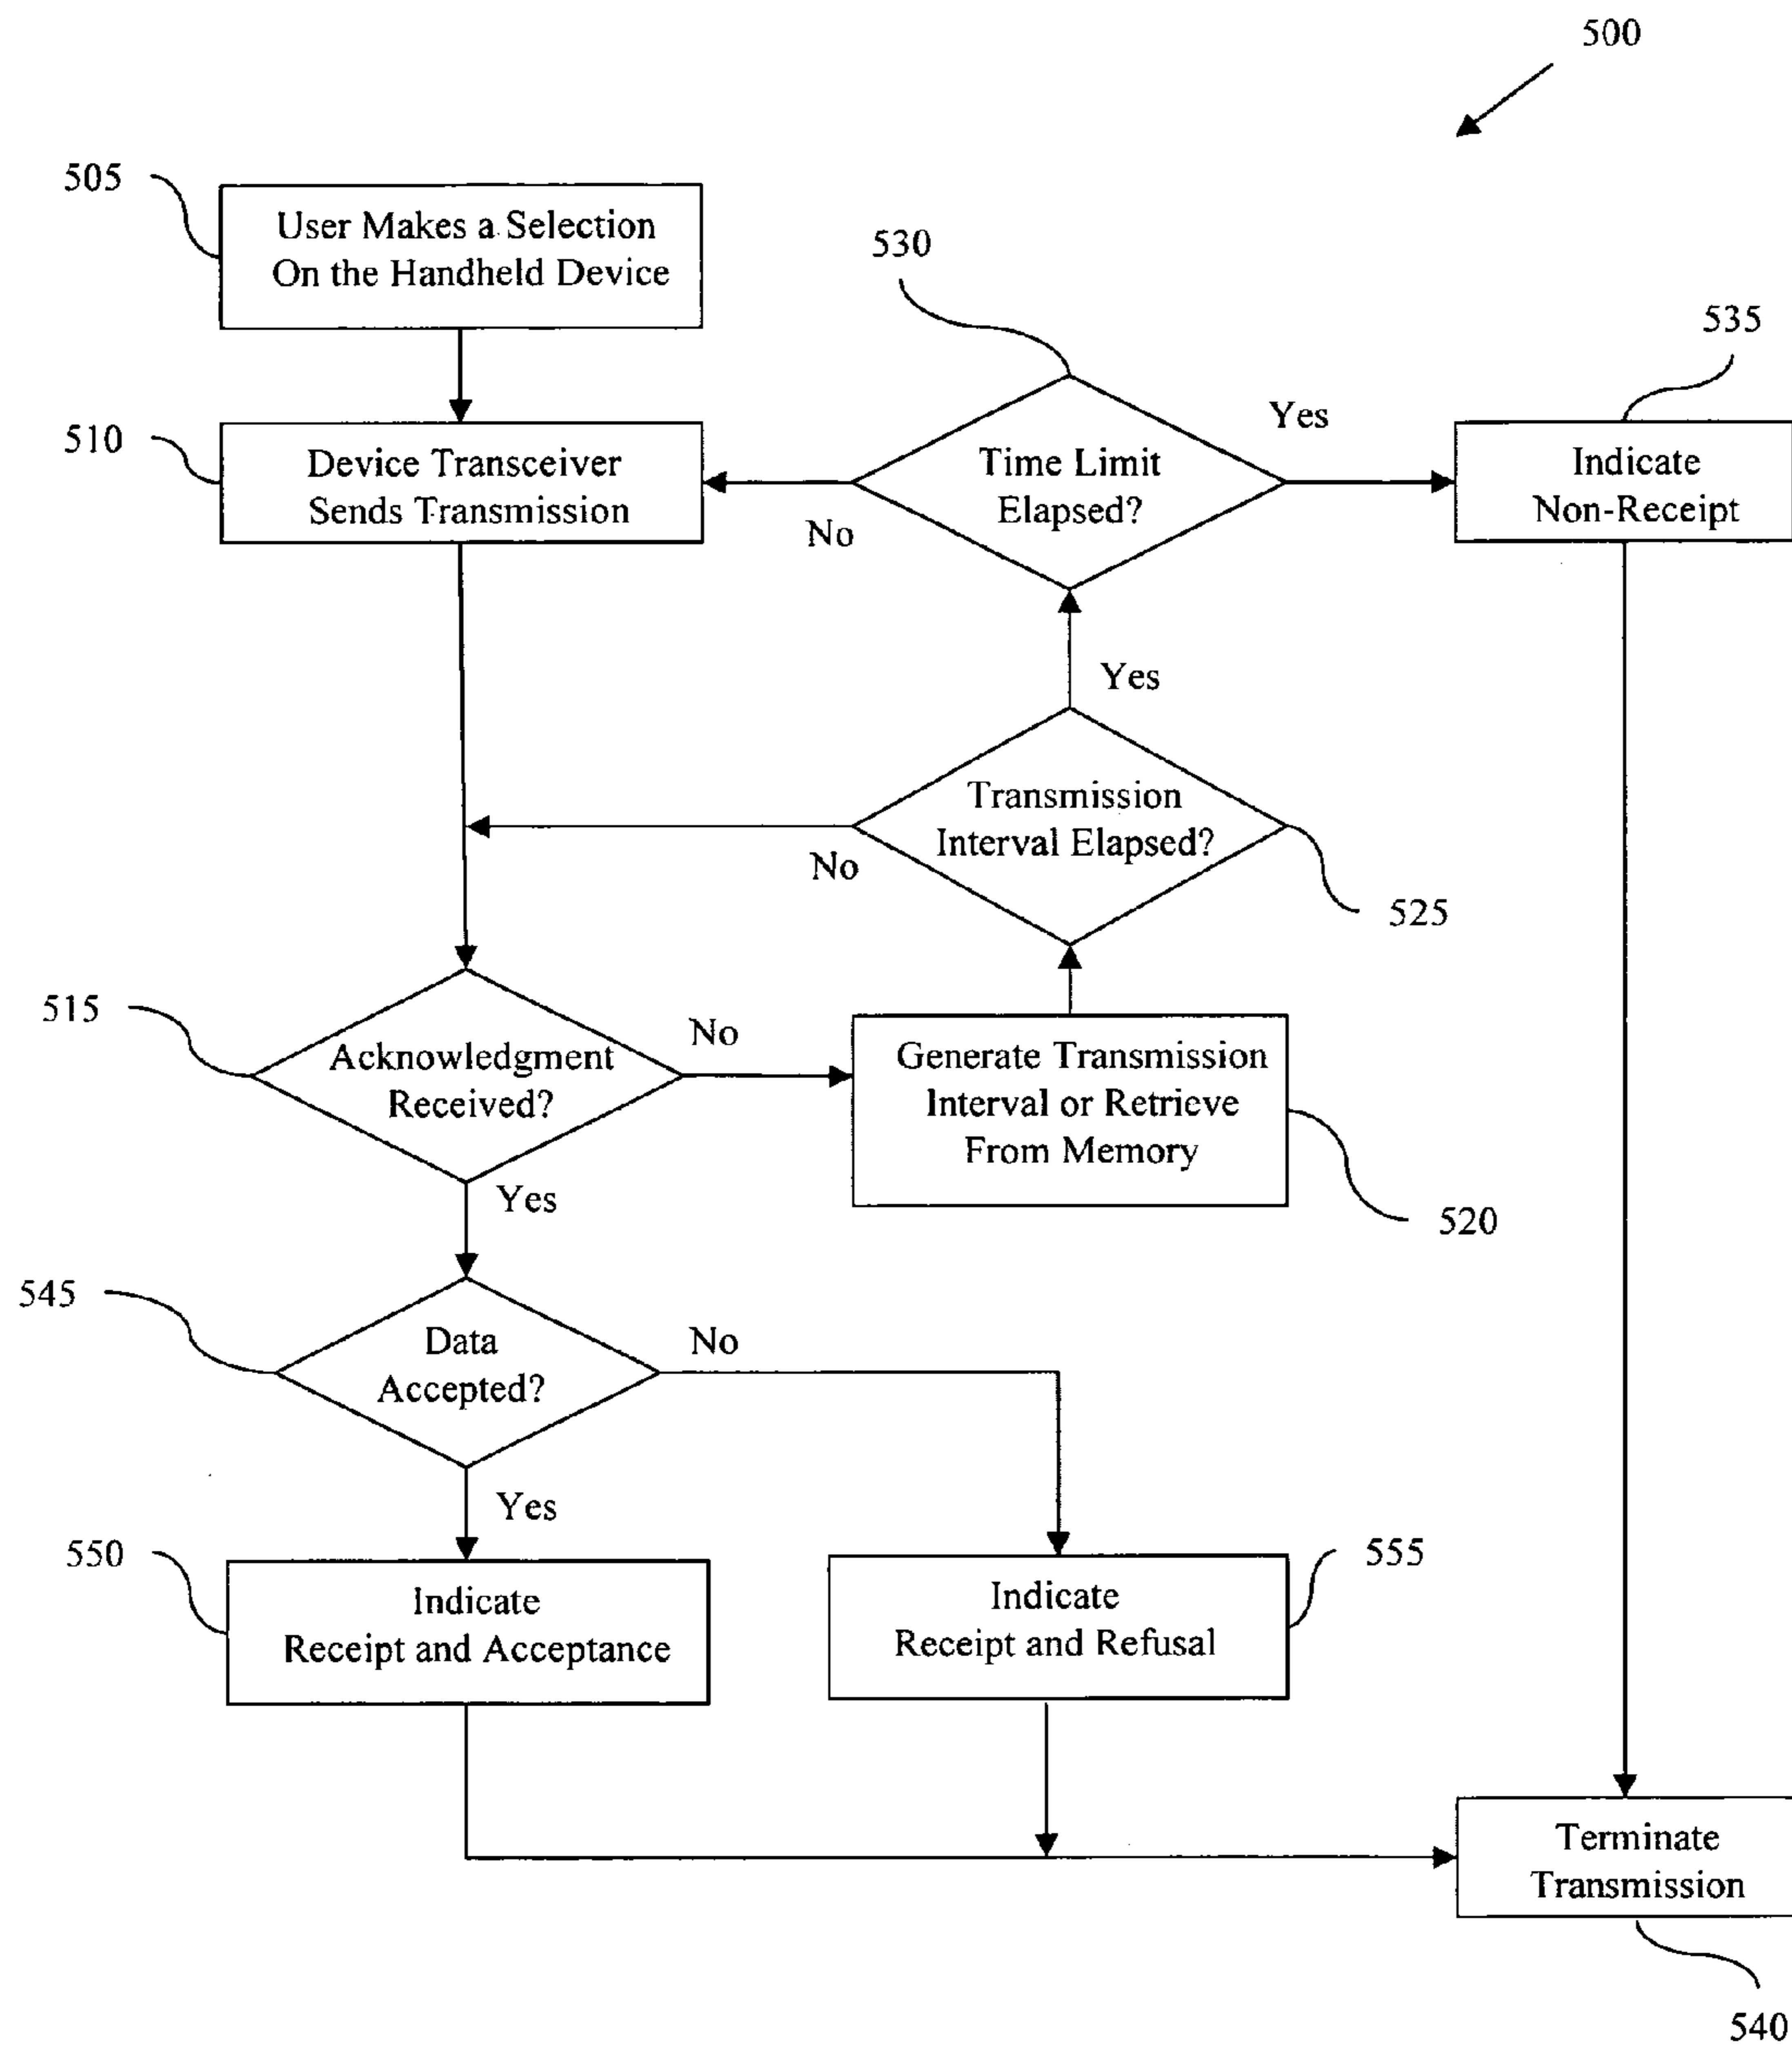 500
505
User Makes a Selection
On the Handheld Device
530
535
510
Device Transceiver
Sends Transmission
No
Time Limit
Elapsed?
Yes
Indicate
Non-Receipt
Yes
Transmission
Interval Elapsed?
No
525
515
Acknowledgment
Received?
No
Generate Transmission
Interval or Retrieve
From Memory
520
Yes
545
Data
Accepted?
No
Yes
550
Indicate
Receipt and Acceptance
Indicate
Receipt and Refusal
555
Terminate
Transmission
540